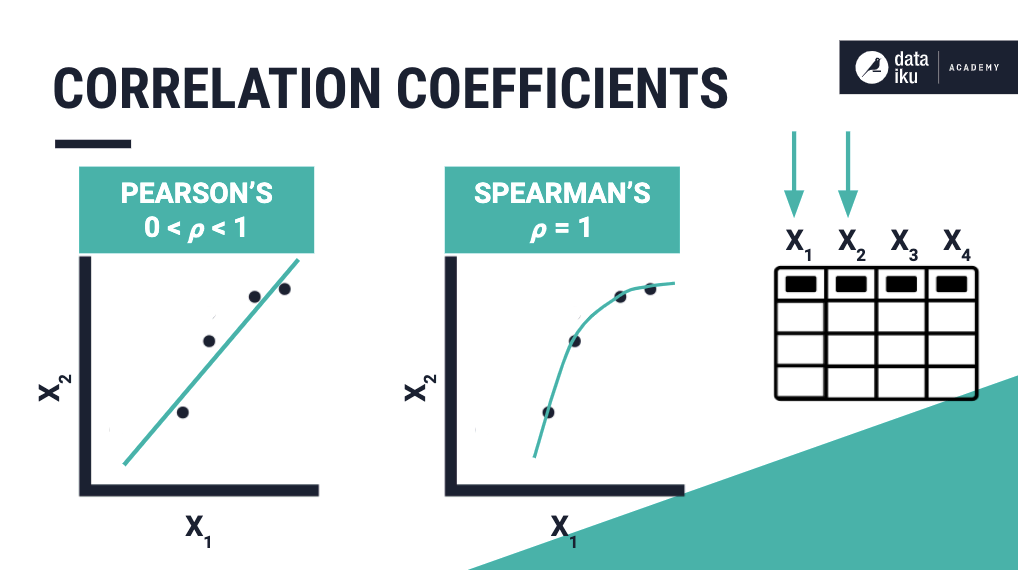 CORRELATION COEFFICIENTS
data
iku
ACADEMY
PEARSON’S
0 < ρ < 1
SPEARMAN’S
ρ = 1
X₁ X₂ X₃ X₄
X₂
X₁
X₂
X₁